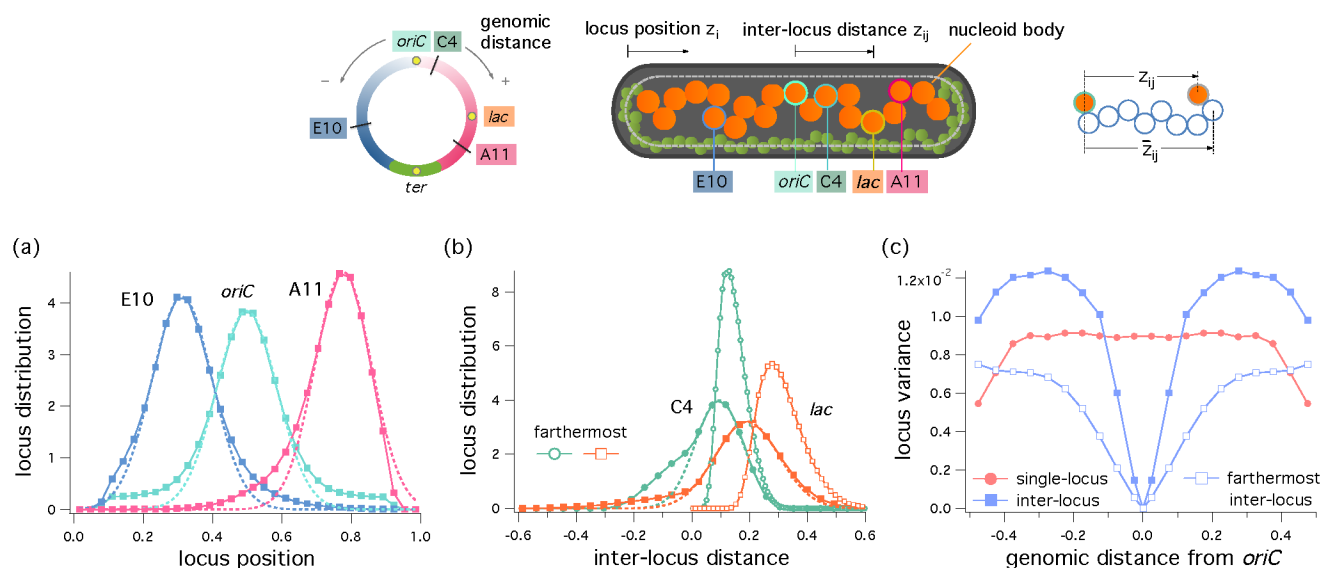 genomic
distance
oriC C4
−
+
lac
E10
A11
ter
locus position zi
inter-locus distance zij
nucleoid body
E10
oriC
C4
lac
A11
zij
z̄ij
(a)
locus distribution
4
3
2
1
0
E10
oriC
A11
0.0 0.2 0.4 0.6 0.8 1.0
locus position
(b)
locus distribution
8
6
4
2
0
C4
lac
farthermost
-0.6 -0.4 -0.2 0.0 0.2 0.4 0.6
inter-locus distance
(c)
locus variance
1.2x10-2
1.0
0.8
0.6
0.4
0.2
0.0
single-locus
inter-locus
farthermost
inter-locus
-0.4 -0.2 0.0 0.2 0.4
genomic distance from oriC